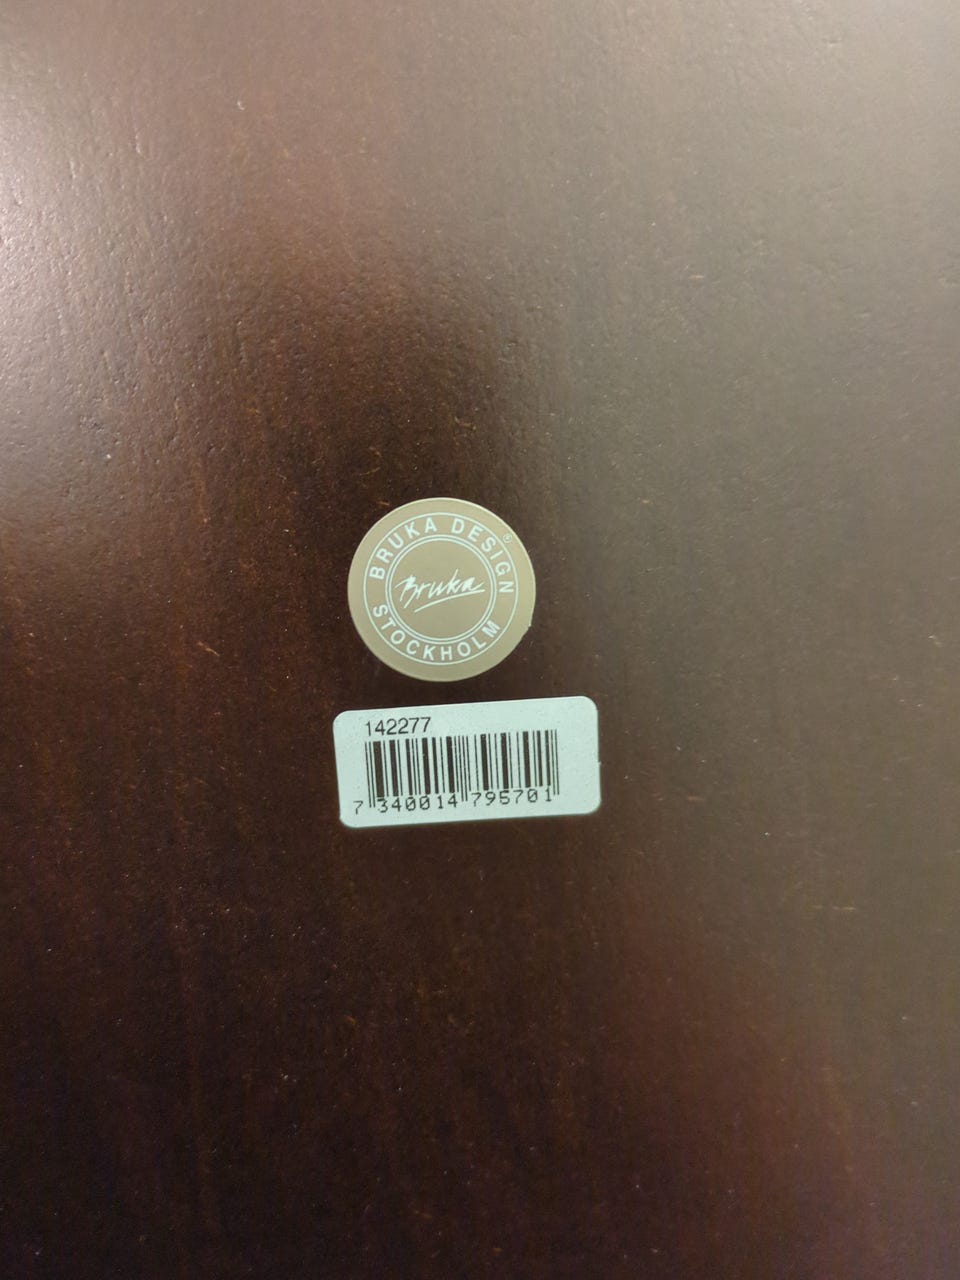 BRUKA DESIGN®
Bruka
STOCKHOLM
142277
7 340014 795701